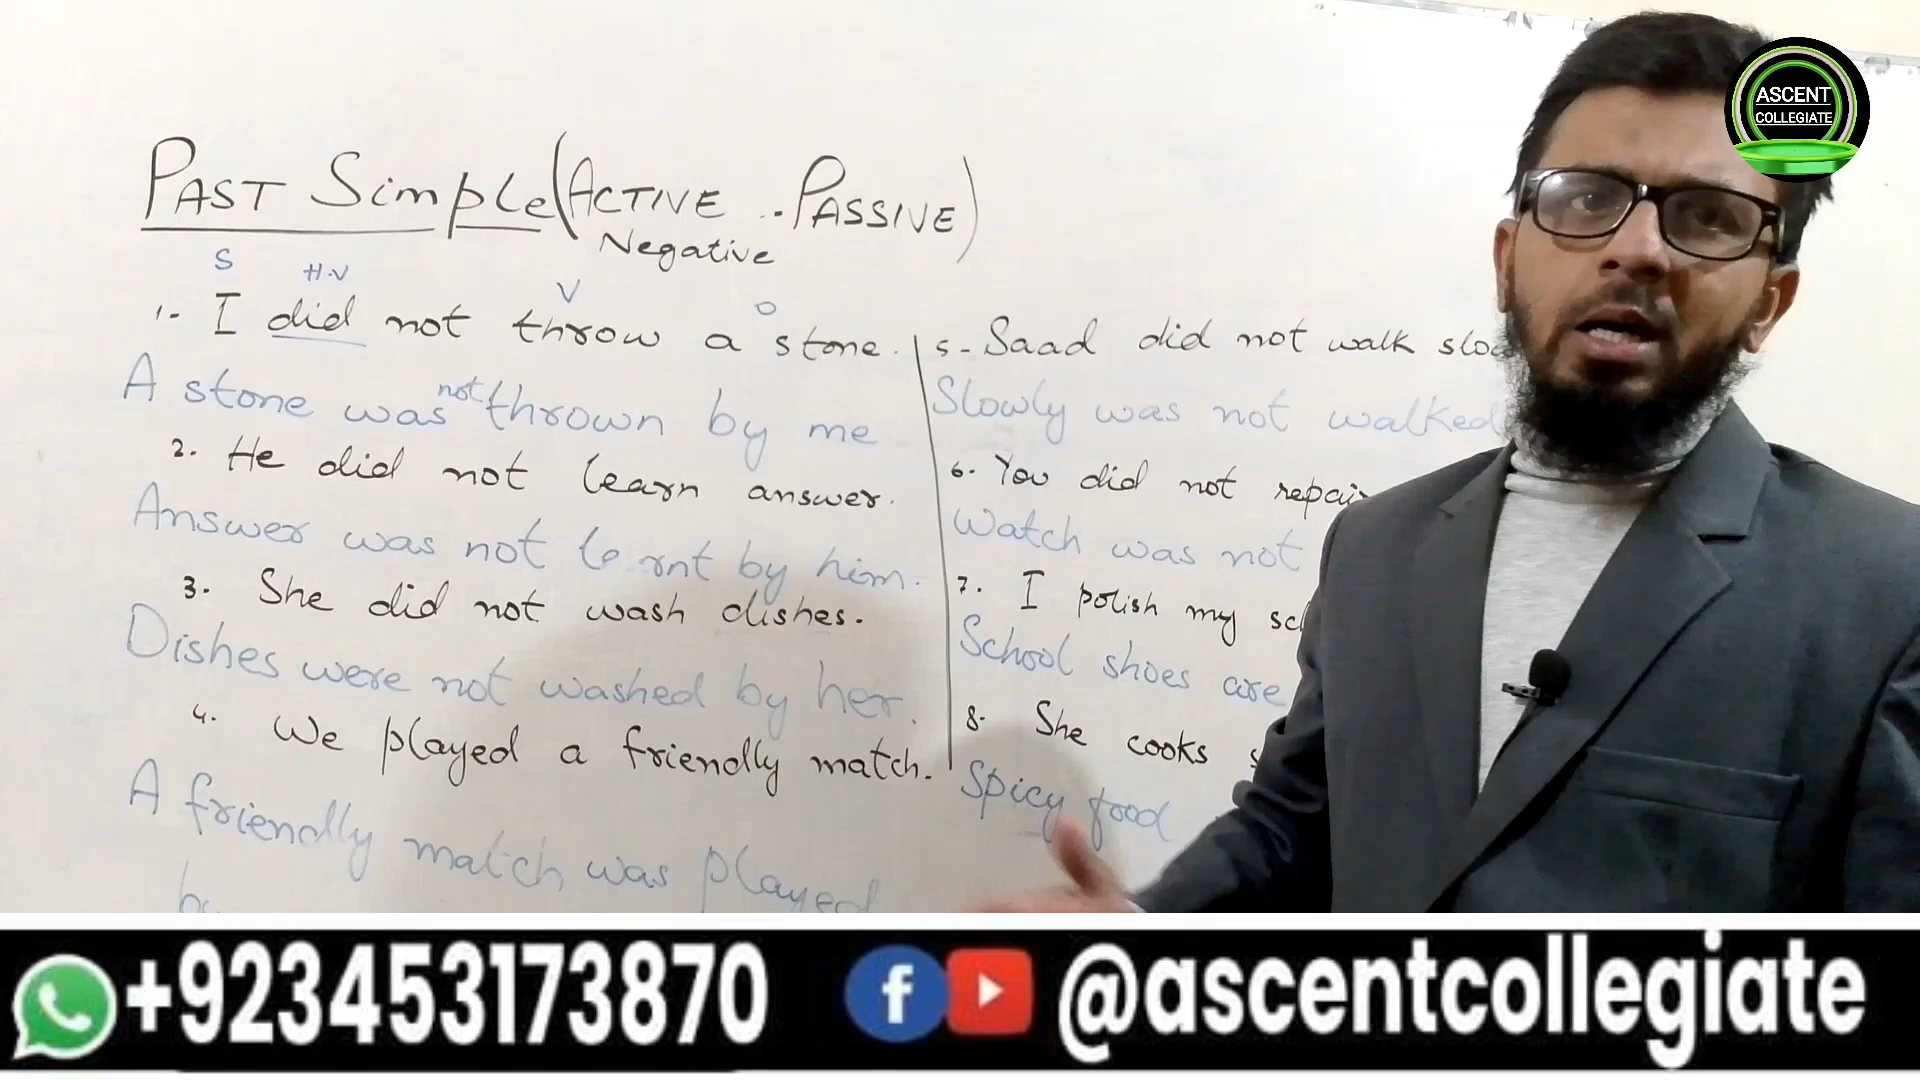 ASCENT
COLLEGIATE
PAST Simple (ACTIVE - PASSIVE)
Negative
S H.V V O
1- I did not throw a stone.
A stone was not thrown by me
2. He did not learn answer.
Answer was not learnt by him.
3. She did not wash dishes.
Dishes were not washed by her.
4. We played a friendly match.
A friendly match was played
by
5- Saad did not walk
Slowly was not walked
6. You did not repair
Watch was not
7. I polish my
School shoes are
8- She cooks
Spicy food
+923453173870 @ascentcollegiate